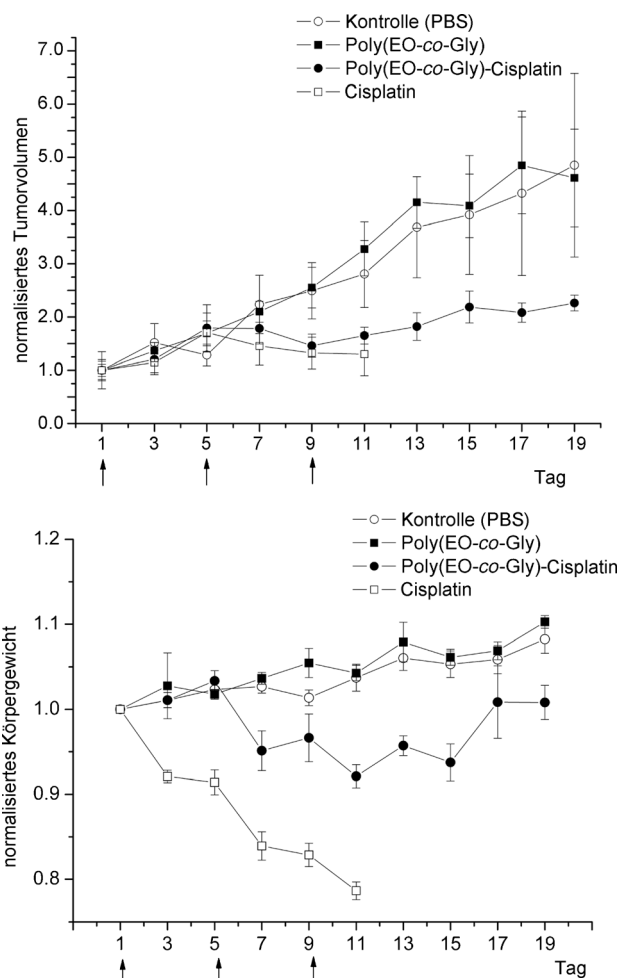 Kontrolle (PBS)
Poly(EO-co-Gly)
Poly(EO-co-Gly)-Cisplatin
Cisplatin
normalisiertes Tumorvolumen
7.0
6.0
5.0
4.0
3.0
2.0
1.0
0.0
1 3 5 7 9 11 13 15 17 19
Tag
Kontrolle (PBS)
Poly(EO-co-Gly)
Poly(EO-co-Gly)-Cisplatin
Cisplatin
normalisiertes Körpergewicht
1.2
1.1
1.0
0.9
0.8
1 3 5 7 9 11 13 15 17 19
Tag